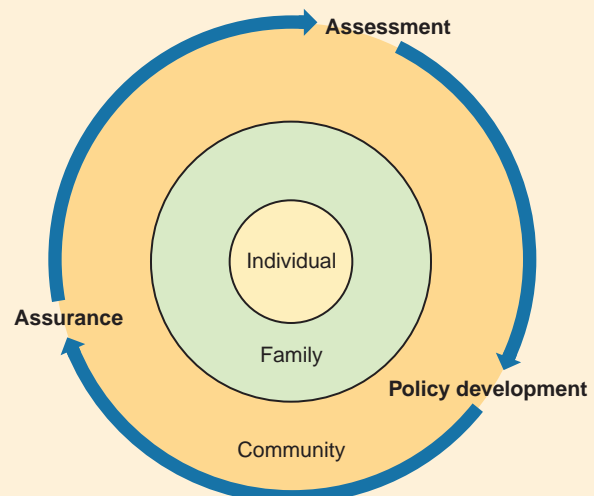 Assessment
Individual
Assurance
Family
Policy development
Community